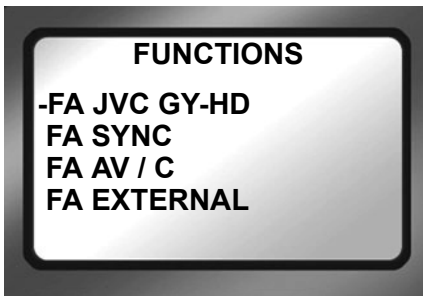 FUNCTIONS
-FA JVC GY-HD
FA SYNC
FA AV / C
FA EXTERNAL